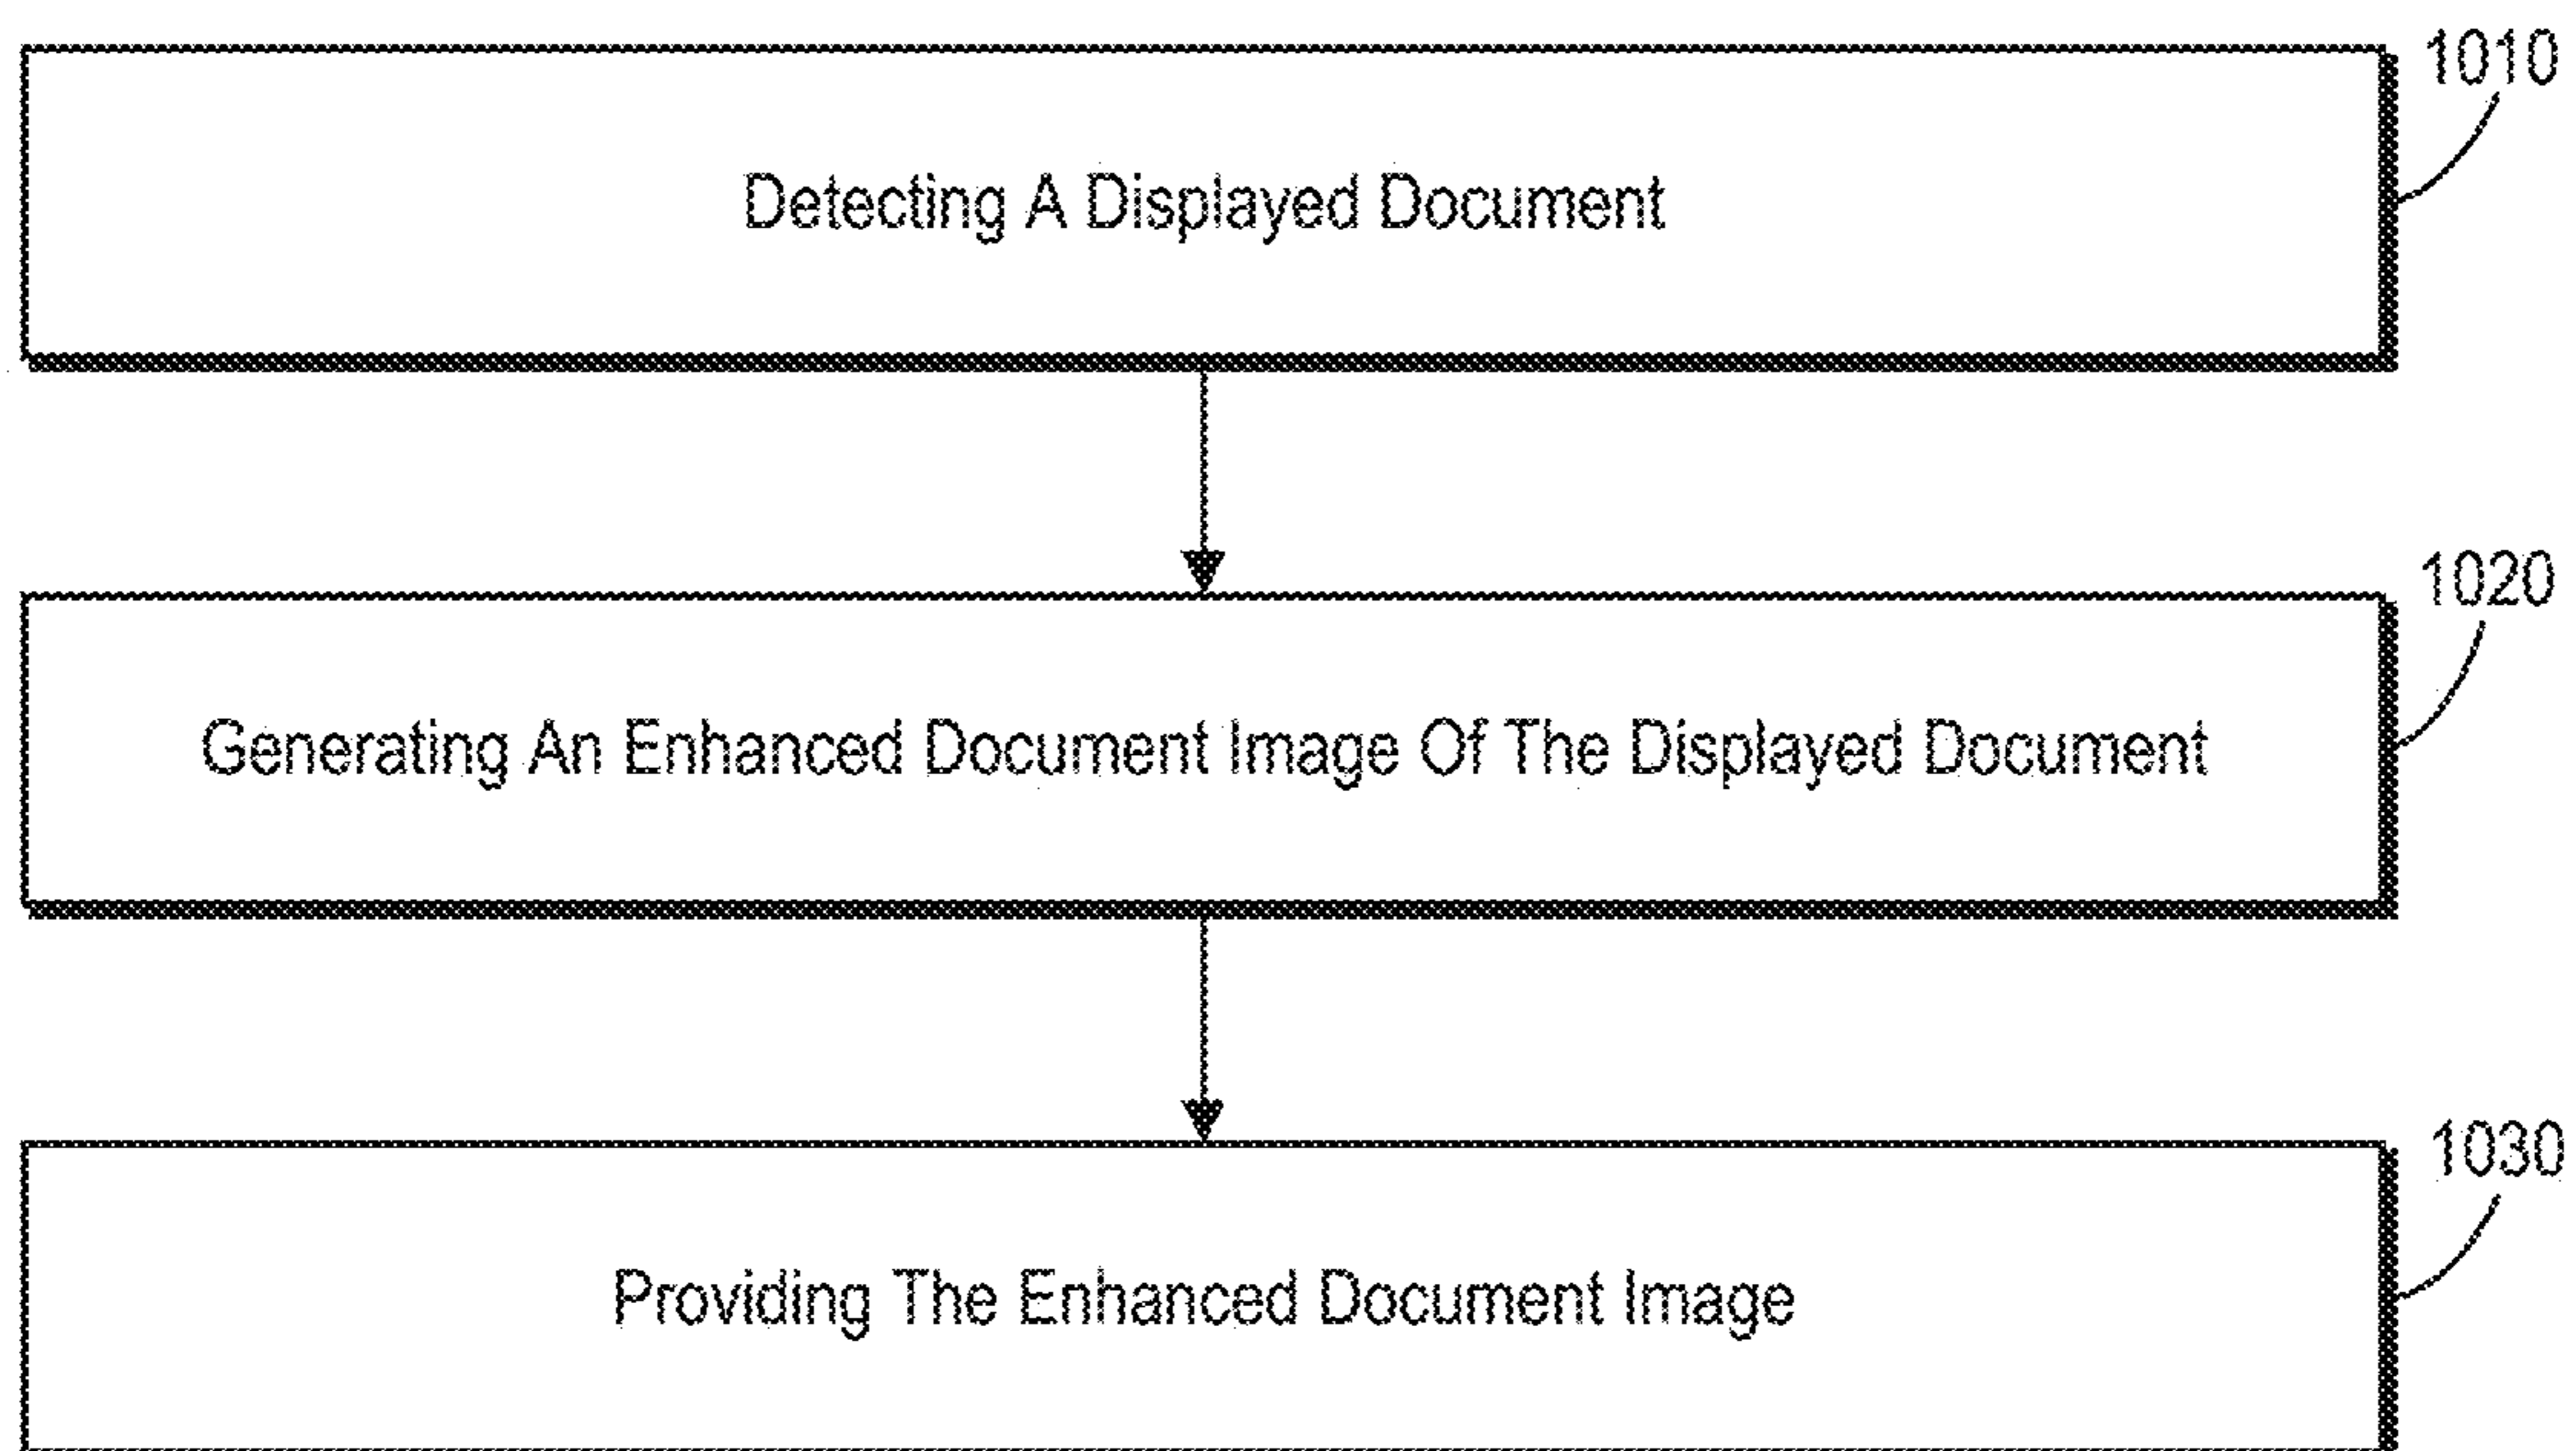 1010
Detecting A Displayed Document
1020
Generating An Enhanced Document Image Of The Displayed Document
1030
Providing The Enhanced Document Image